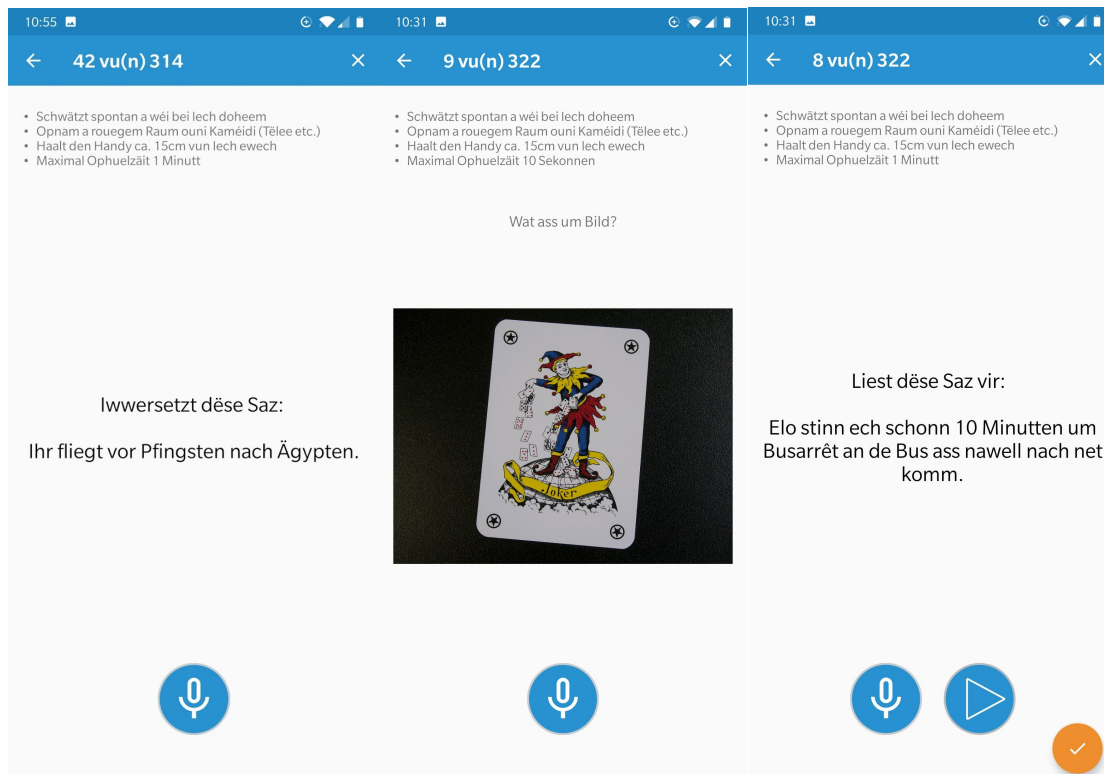 10:55
42 vu(n) 314
• Schwätzt spontan a wéi bei Iech doheem
• Opnam a rouegem Raum ouni Kaméidi (Tëlee etc.)
• Haalt den Handy ca. 15cm vun Iech ewech
• Maximal Ophuelzäit 1 Minutt
Iwwersetzt dëse Saz:
Ihr fliegt vor Pfingsten nach Ägypten.
10:31
9 vu(n) 322
• Schwätzt spontan a wéi bei Iech doheem
• Opnam a rouegem Raum ouni Kaméidi (Tëlee etc.)
• Haalt den Handy ca. 15cm vun Iech ewech
• Maximal Ophuelzäit 10 Sekonnen
Wat ass um Bild?
Joker
10:31
8 vu(n) 322
• Schwätzt spontan a wéi bei Iech doheem
• Opnam a rouegem Raum ouni Kaméidi (Tëlee etc.)
• Haalt den Handy ca. 15cm vun Iech ewech
• Maximal Ophuelzäit 1 Minutt
Liest dëse Saz vir:
Elo stinn ech schonn 10 Minutten um
Busarrêt an de Bus ass nawell nach net
komm.